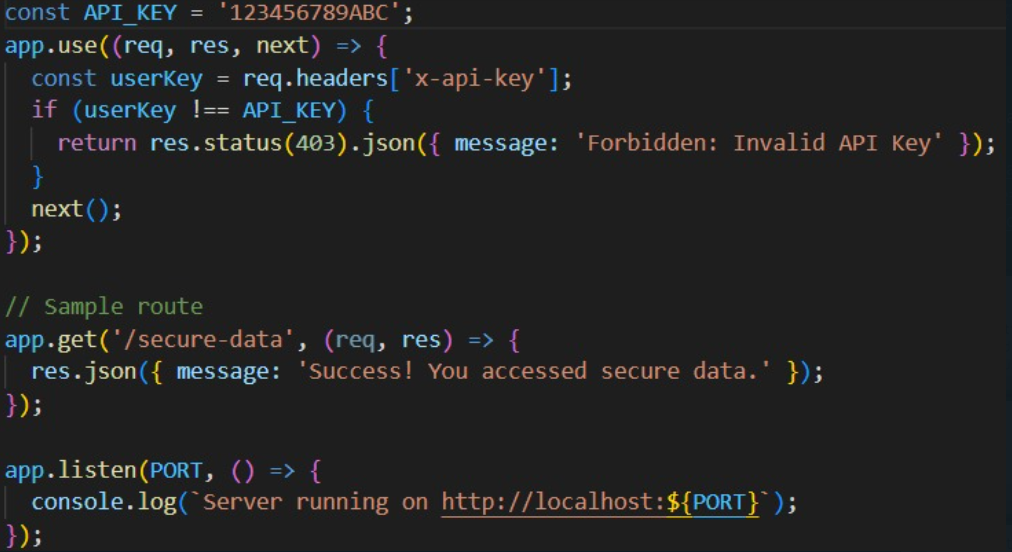 const API_KEY = '123456789ABC';
app.use((req, res, next) => {
  const userKey = req.headers['x-api-key'];
  if (userKey !== API_KEY) {
    return res.status(403).json({ message: 'Forbidden: Invalid API Key' });
  }
  next();
});

// Sample route
app.get('/secure-data', (req, res) => {
  res.json({ message: 'Success! You accessed secure data.' });
});

app.listen(PORT, () => {
  console.log(`Server running on http://localhost:${PORT}`);
});